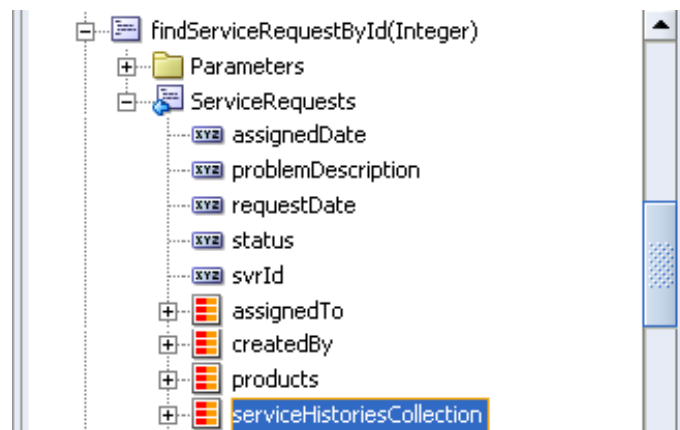 findServiceRequestById(Integer)
Parameters
ServiceRequests
xyz assignedDate
xyz problemDescription
xyz requestDate
xyz status
xyz svrId
assignedTo
createdBy
products
serviceHistoriesCollection